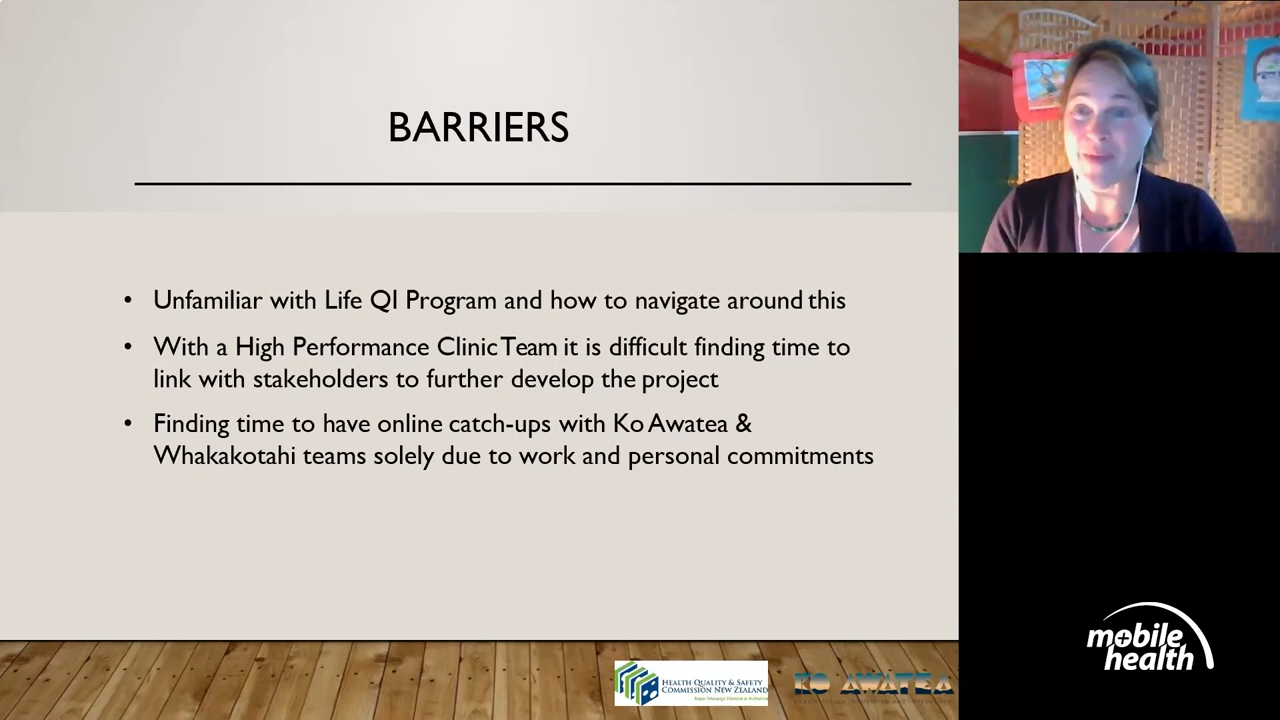 BARRIERS
• Unfamiliar with Life QI Program and how to navigate around this
• With a High Performance Clinic Team it is difficult finding time to
link with stakeholders to further develop the project
• Finding time to have online catch-ups with Ko Awatea &
Whakakotahi teams solely due to work and personal commitments
HEALTH QUALITY & SAFETY
COMMISSION NEW ZEALAND
KO AWATEA
mobile
health